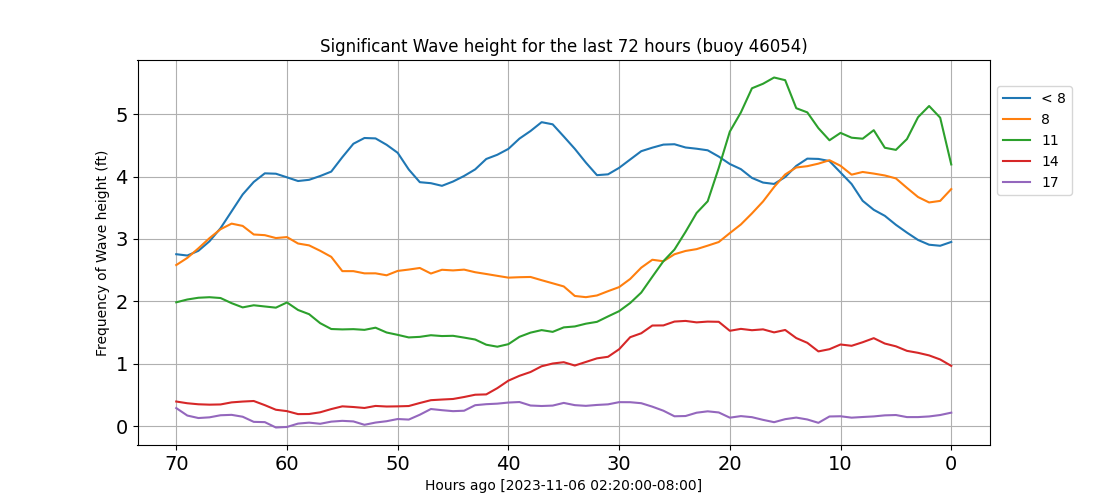 Significant Wave height for the last 72 hours (buoy 46054)
Frequency of Wave height (ft)
5
4
3
2
1
0
70 60 50 40 30 20 10 0
Hours ago [2023-11-06 02:20:00-08:00]
< 8
8
11
14
17